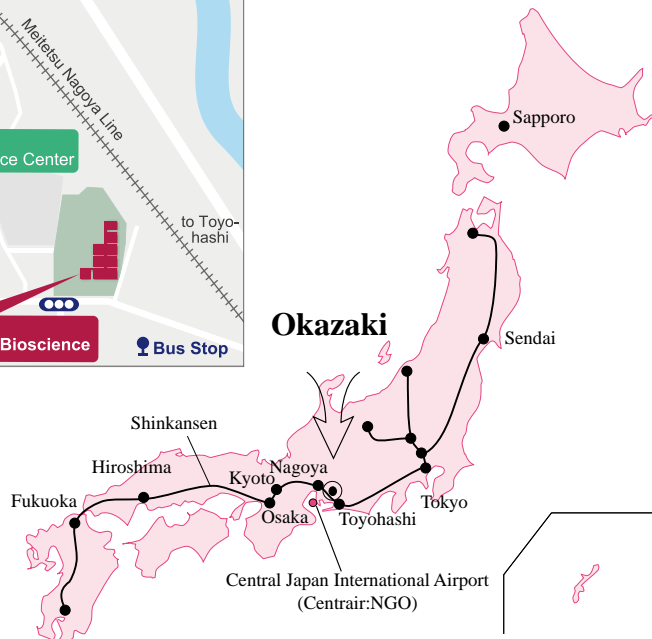 Meitetsu Nagoya Line
ce Center
to Toyo-
hashi
Bioscience
Bus Stop
Okazaki
Sapporo
Sendai
Shinkansen
Hiroshima
Nagoya
Kyoto
Fukuoka
Osaka
Toyohashi
Tokyo
Central Japan International Airport
(Centrair:NGO)